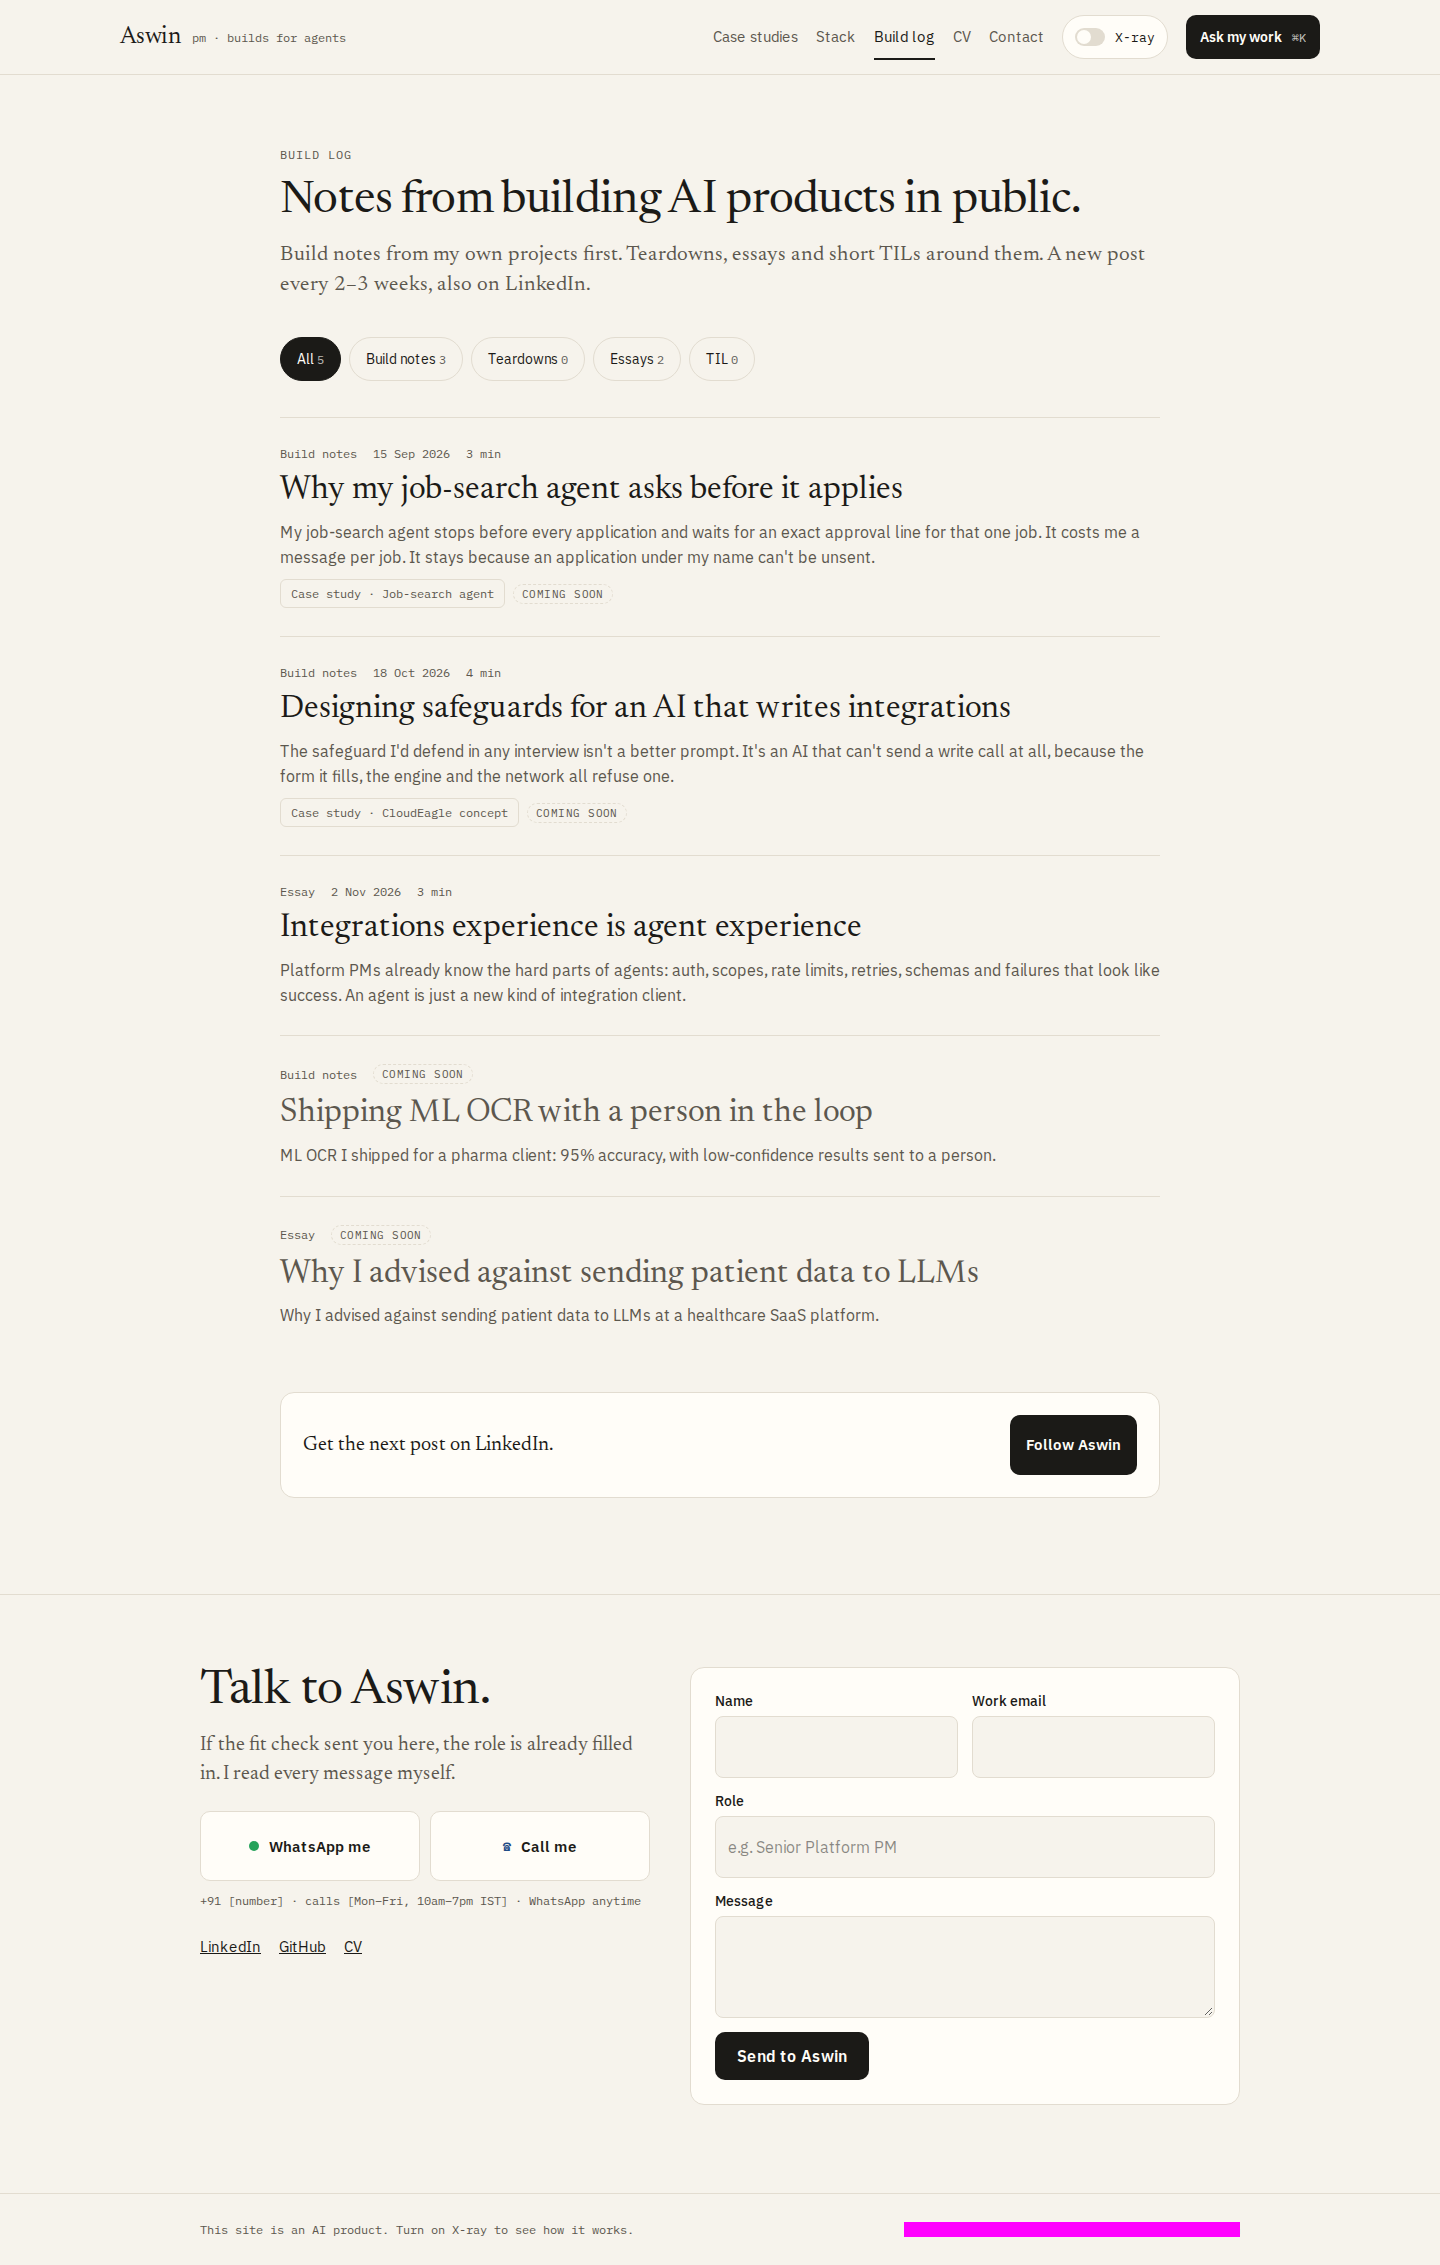 Aswin pm · builds for agents
Case studies Stack Build log CV Contact X-ray Ask my work ⌘K
BUILD LOG
Notes from building AI products in public.
Build notes from my own projects first. Teardowns, essays and short TILs around them. A new post
every 2–3 weeks, also on LinkedIn.
All 5 Build notes 3 Teardowns 0 Essays 2 TIL 0
Build notes 15 Sep 2026 3 min
Why my job-search agent asks before it applies
My job-search agent stops before every application and waits for an exact approval line for that one job. It costs me a
message per job. It stays because an application under my name can't be unsent.
Case study · Job-search agent COMING SOON
Build notes 18 Oct 2026 4 min
Designing safeguards for an AI that writes integrations
The safeguard I'd defend in any interview isn't a better prompt. It's an AI that can't send a write call at all, because the
form it fills, the engine and the network all refuse one.
Case study · CloudEagle concept COMING SOON
Essay 2 Nov 2026 3 min
Integrations experience is agent experience
Platform PMs already know the hard parts of agents: auth, scopes, rate limits, retries, schemas and failures that look like
success. An agent is just a new kind of integration client.
Build notes COMING SOON
Shipping ML OCR with a person in the loop
ML OCR I shipped for a pharma client: 95% accuracy, with low-confidence results sent to a person.
Essay COMING SOON
Why I advised against sending patient data to LLMs
Why I advised against sending patient data to LLMs at a healthcare SaaS platform.
Get the next post on LinkedIn.
Follow Aswin
Talk to Aswin.
If the fit check sent you here, the role is already filled
in. I read every message myself.
WhatsApp me
☎ Call me
+91 [number] · calls [Mon–Fri, 10am–7pm IST] · WhatsApp anytime
LinkedIn GitHub CV
Name Work email
Role
e.g. Senior Platform PM
Message
Send to Aswin
This site is an AI product. Turn on X-ray to see how it works.